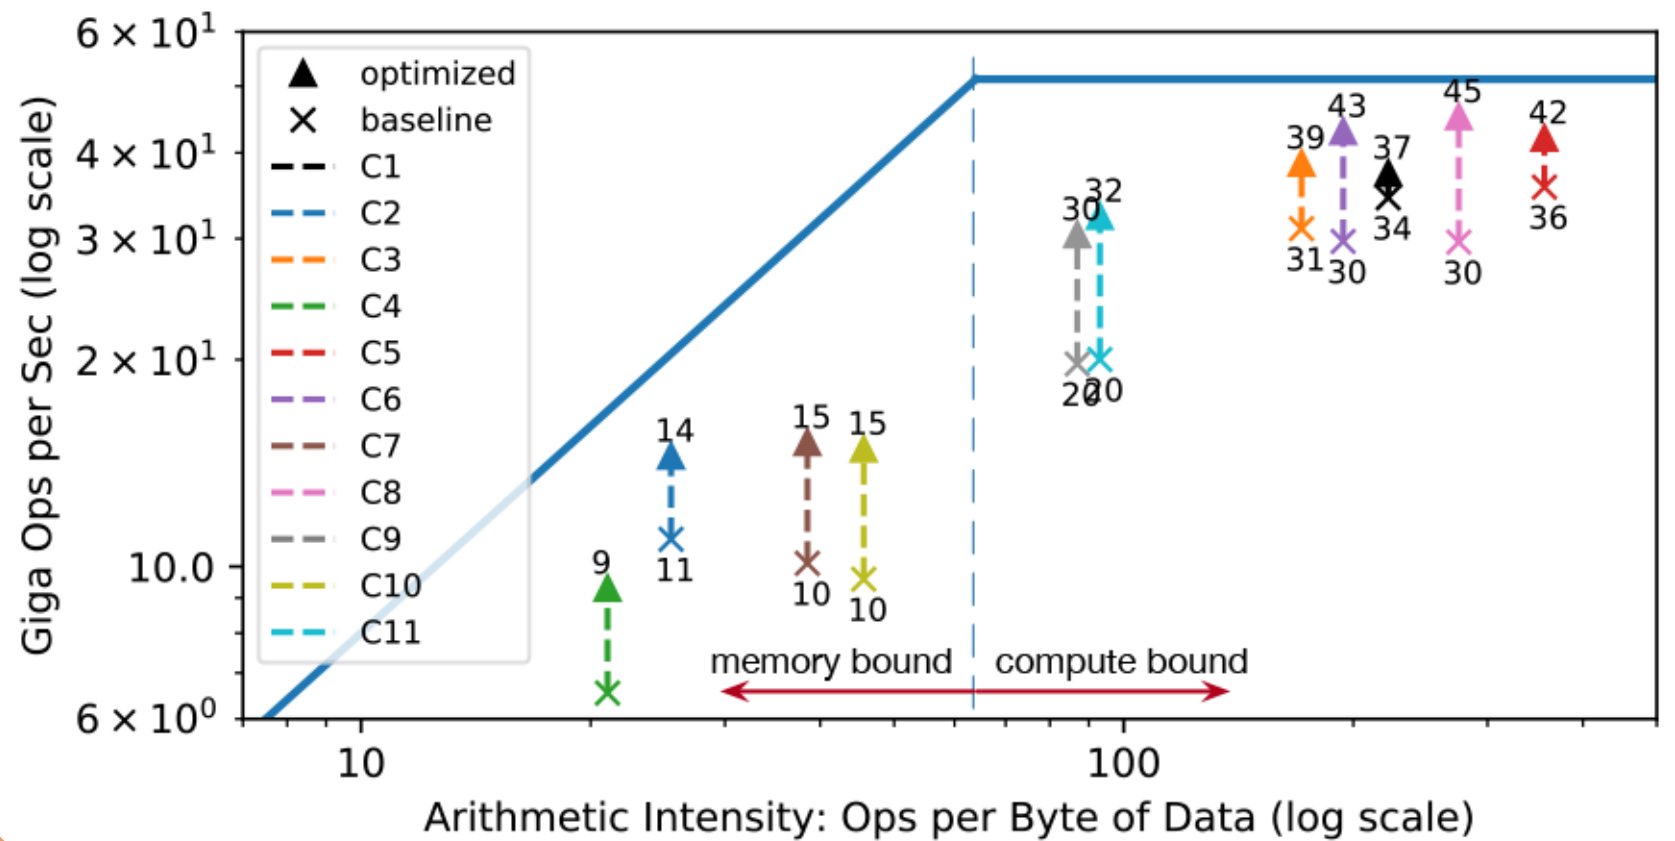 6 × 10¹
4 × 10¹
3 × 10¹
2 × 10¹
10.0
6 × 10⁰
Giga Ops per Sec (log scale)
optimized
baseline
C1
C2
C3
C4
C5
C6
C7
C8
C9
C10
C11
9
14
11
15
10
15
10
30
20
32
20
39
31
43
30
37
34
45
30
42
36
memory bound
compute bound
10
100
Arithmetic Intensity: Ops per Byte of Data (log scale)